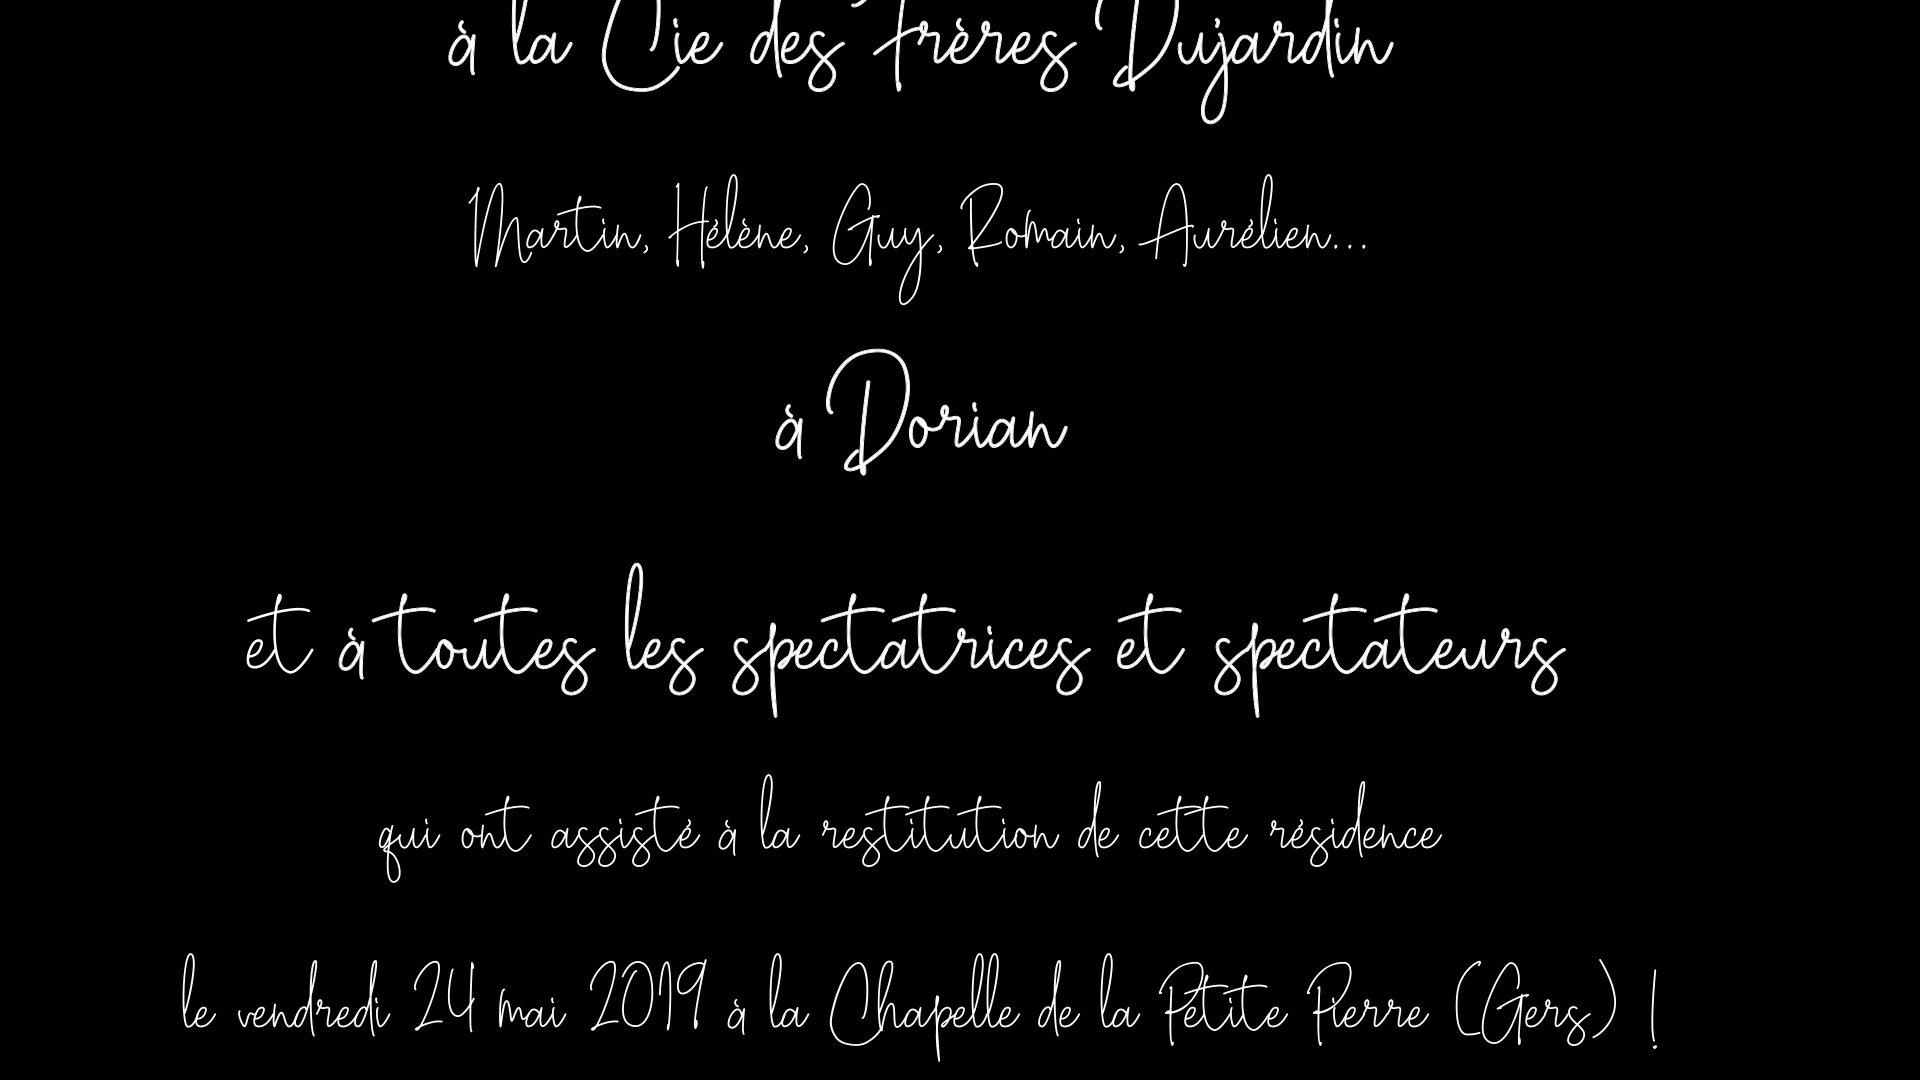 à la Cie des Frères Dujardin
Martin, Hélène, Guy, Romain, Aurélien...
à Dorian
et à toutes les spectatrices et spectateurs
qui ont assisté à la restitution de cette résidence
le vendredi 24 mai 2019 à la Chapelle de la Petite Pierre (Gers) !